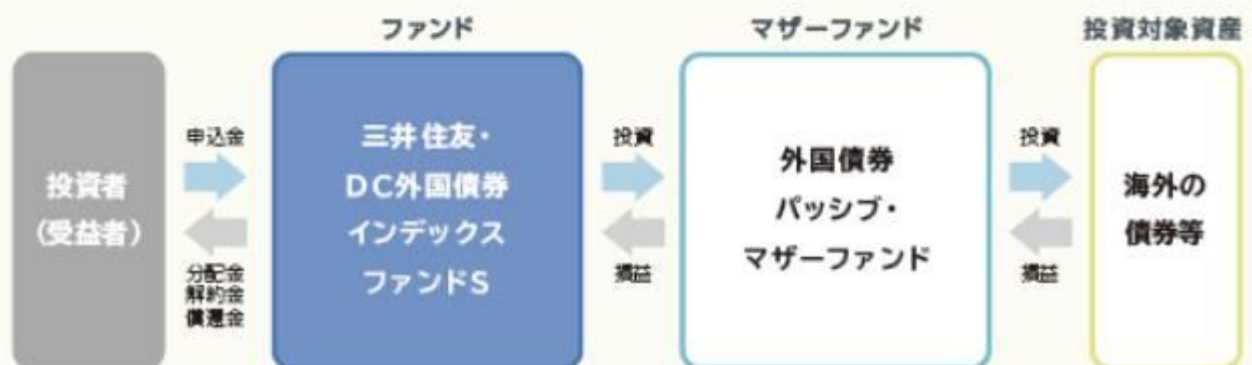 ファンド
マザーファンド
投資対象資産
投資者
（受益者）
申込金
分配金
解約金
償還金
三井住友・
DC外国債券
インデックス
ファンドS
投資
損益
外国債券
パッシブ・
マザーファンド
投資
損益
海外の
債券等